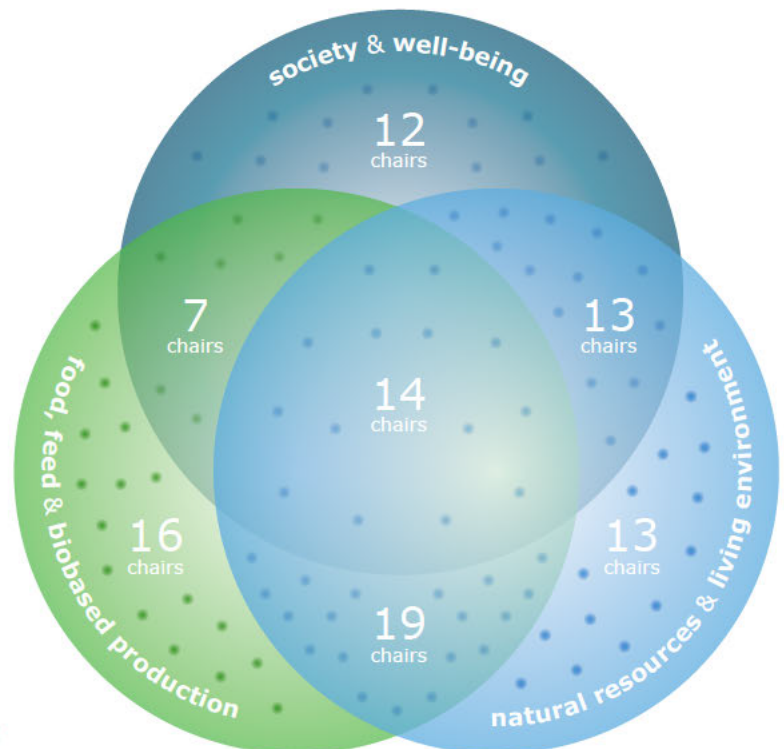 society & well-being
12
chairs
7
chairs
13
chairs
14
chairs
food, feed & biobased production
16
chairs
13
chairs
natural resources & living environment
19
chairs